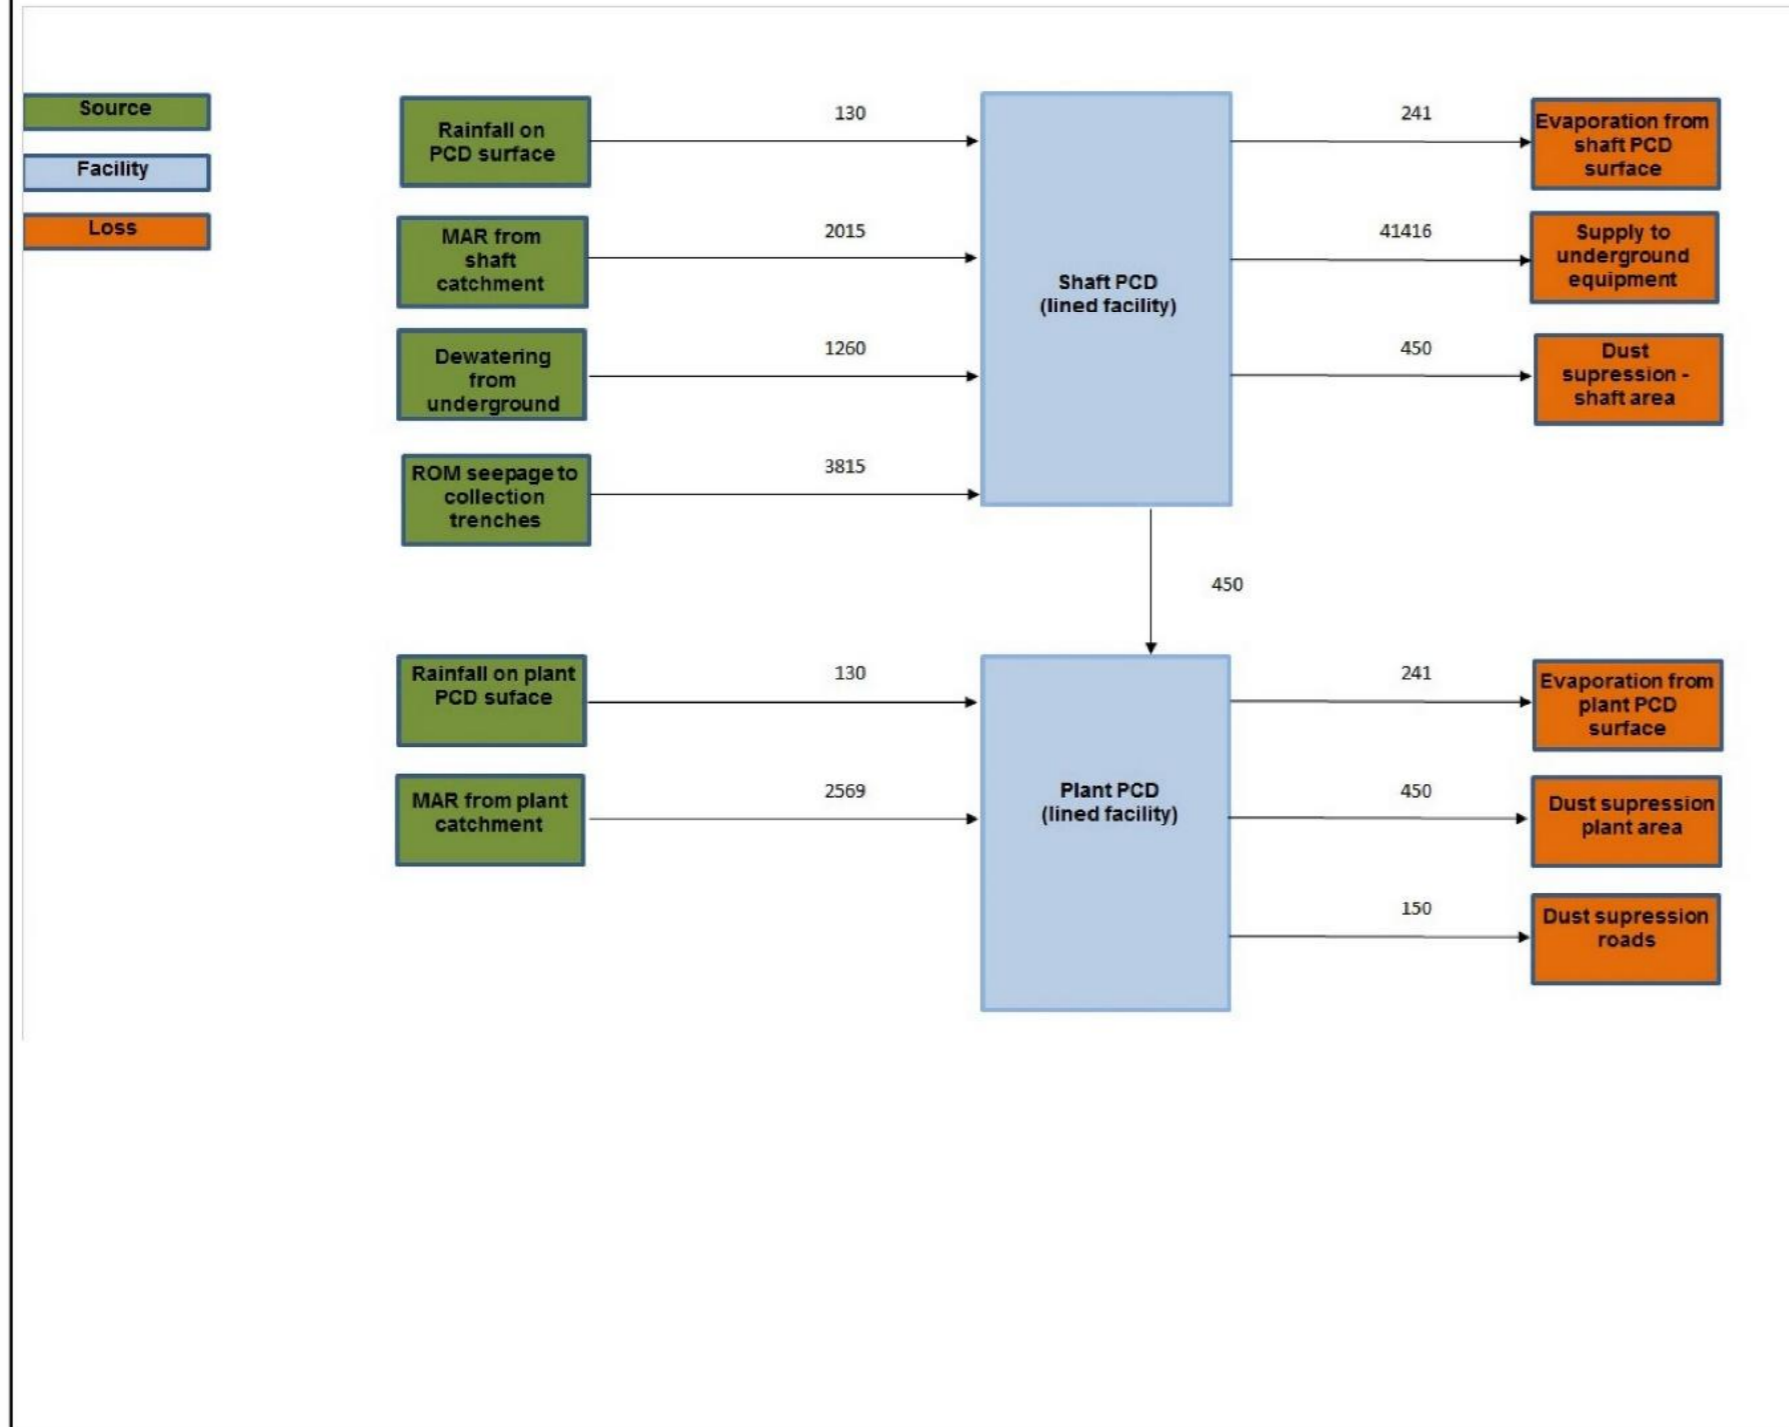 Source
Facility
Loss
Rainfall on
PCD surface
130
241
Evaporation from
shaft PCD
surface
MAR from
shaft
catchment
2015
Shaft PCD
(lined facility)
41416
Supply to
underground
equipment
Dewatering
from
underground
1260
450
Dust
supression -
shaft area
ROM seepage to
collection
trenches
3815
450
Rainfall on plant
PCD suface
130
241
Evaporation from
plant PCD
surface
MAR from plant
catchment
2569
Plant PCD
(lined facility)
450
Dust supression
plant area
150
Dust supression
roads